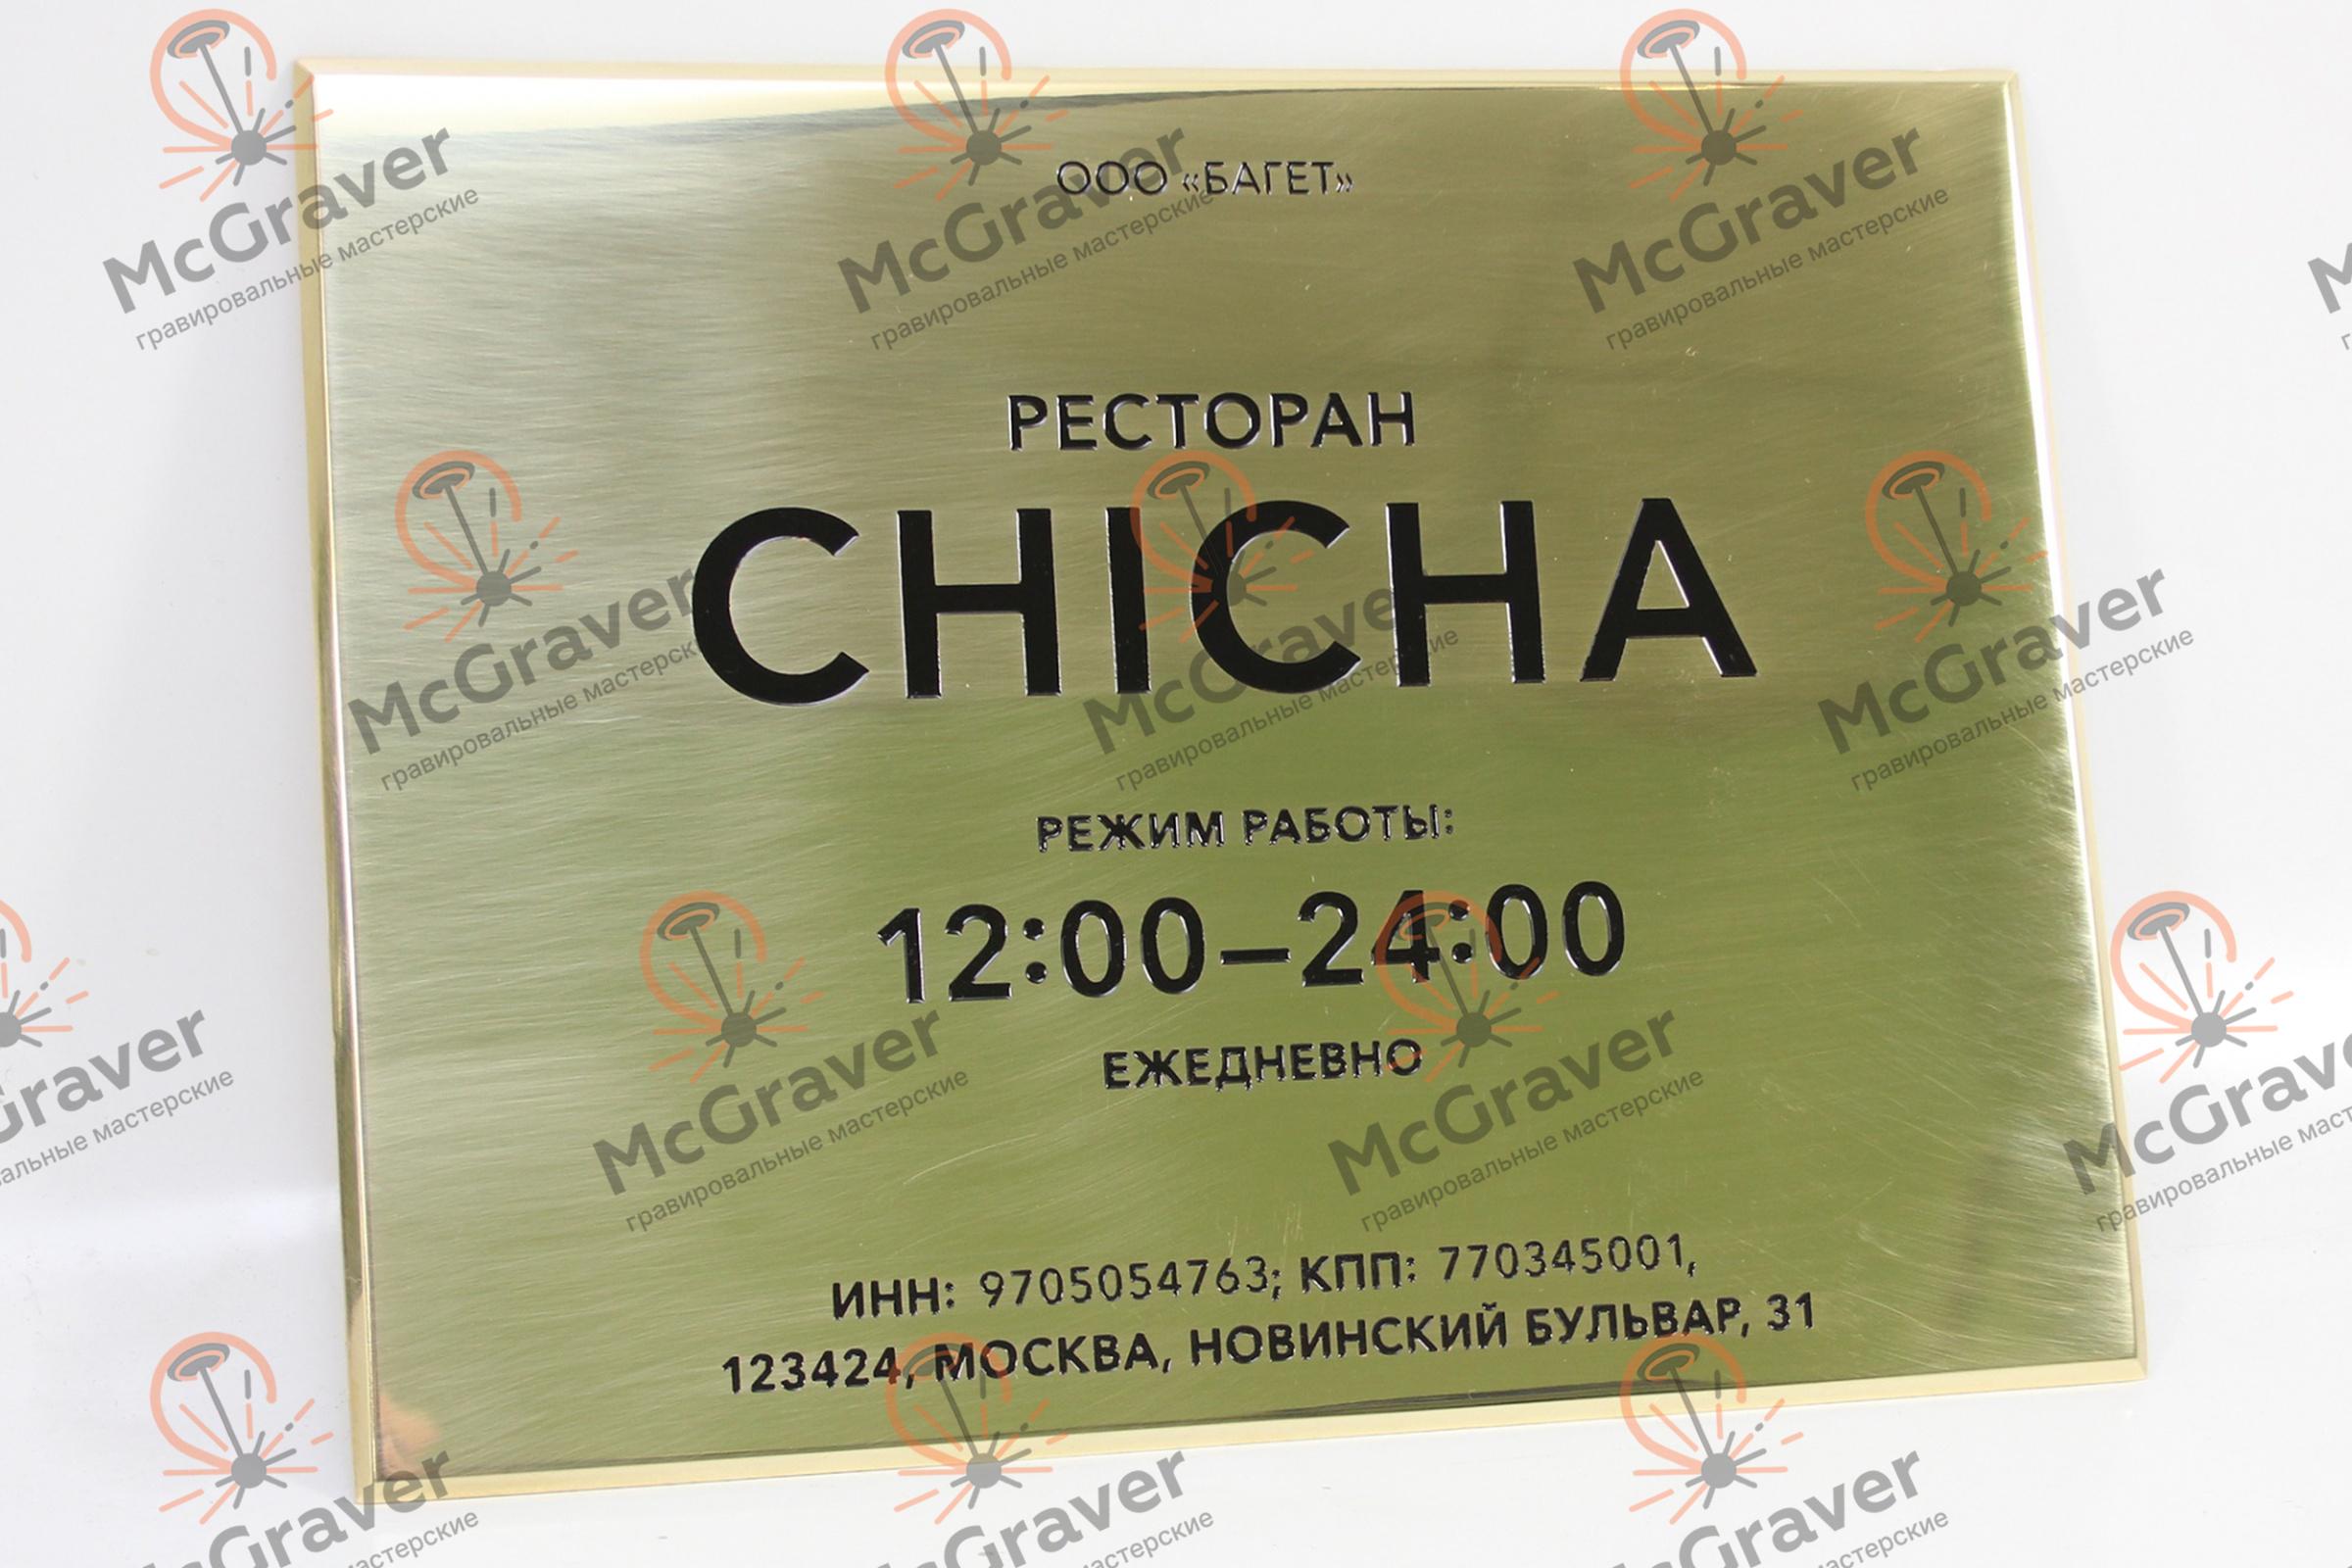 ООО «БАГЕТ»
РЕСТОРАН
CHICHA
РЕЖИМ РАБОТЫ:
12:00–24:00
ЕЖЕДНЕВНО
ИНН: 9705054763; КПП: 770345001,
123424, МОСКВА, НОВИНСКИЙ БУЛЬВАР, 31
McGraver
гравировальные мастерские